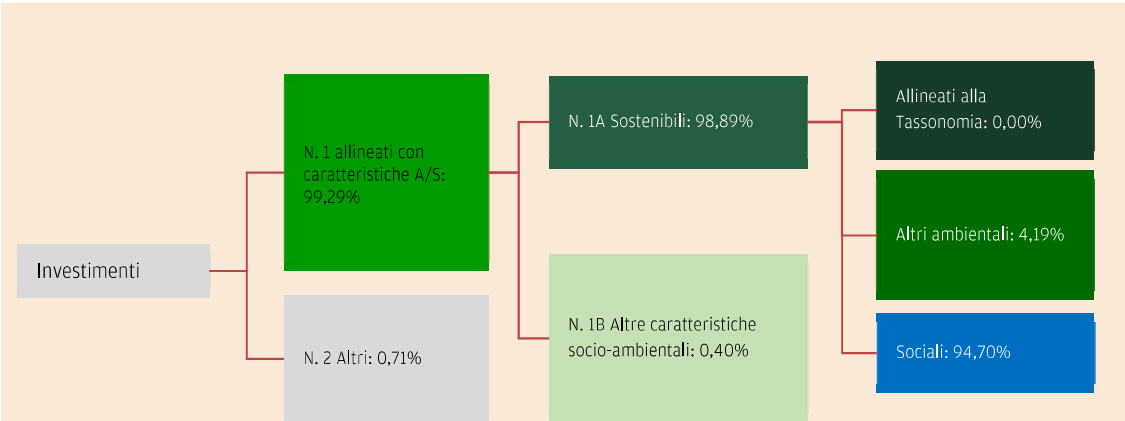 Investimenti
N. 1 allineati con
caratteristiche A/S:
99,29%
N. 2 Altri: 0,71%
N. 1A Sostenibili: 98,89%
N. 1B Altre caratteristiche
socio-ambientali: 0,40%
Allineati alla
Tassonomia: 0,00%
Altri ambientali: 4,19%
Sociali: 94,70%